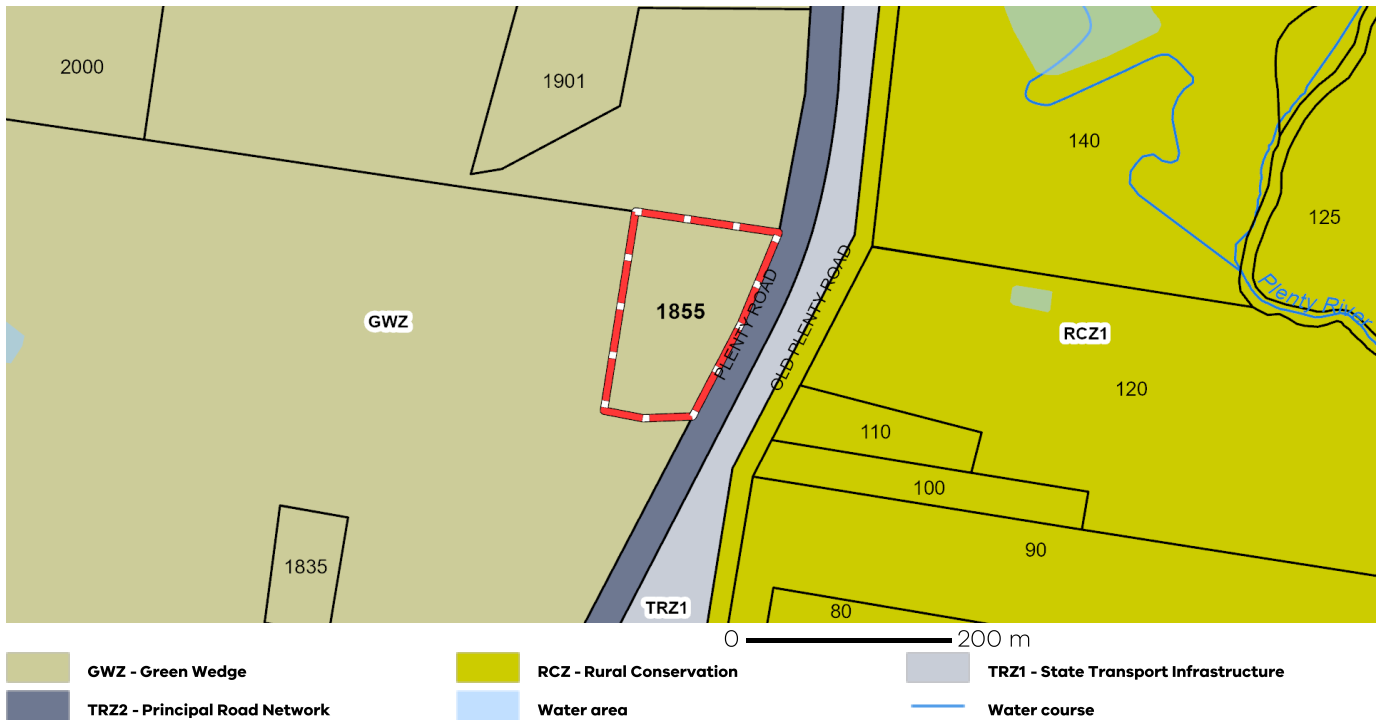 2000
1901
140
125
GWZ
1855
PLENTY ROAD
OLD PLENTY ROAD
Plenty River
RCZ1
120
110
100
90
1835
TRZ1
80
0 200 m
GWZ - Green Wedge
RCZ - Rural Conservation
TRZ1 - State Transport Infrastructure
TRZ2 - Principal Road Network
Water area
Water course